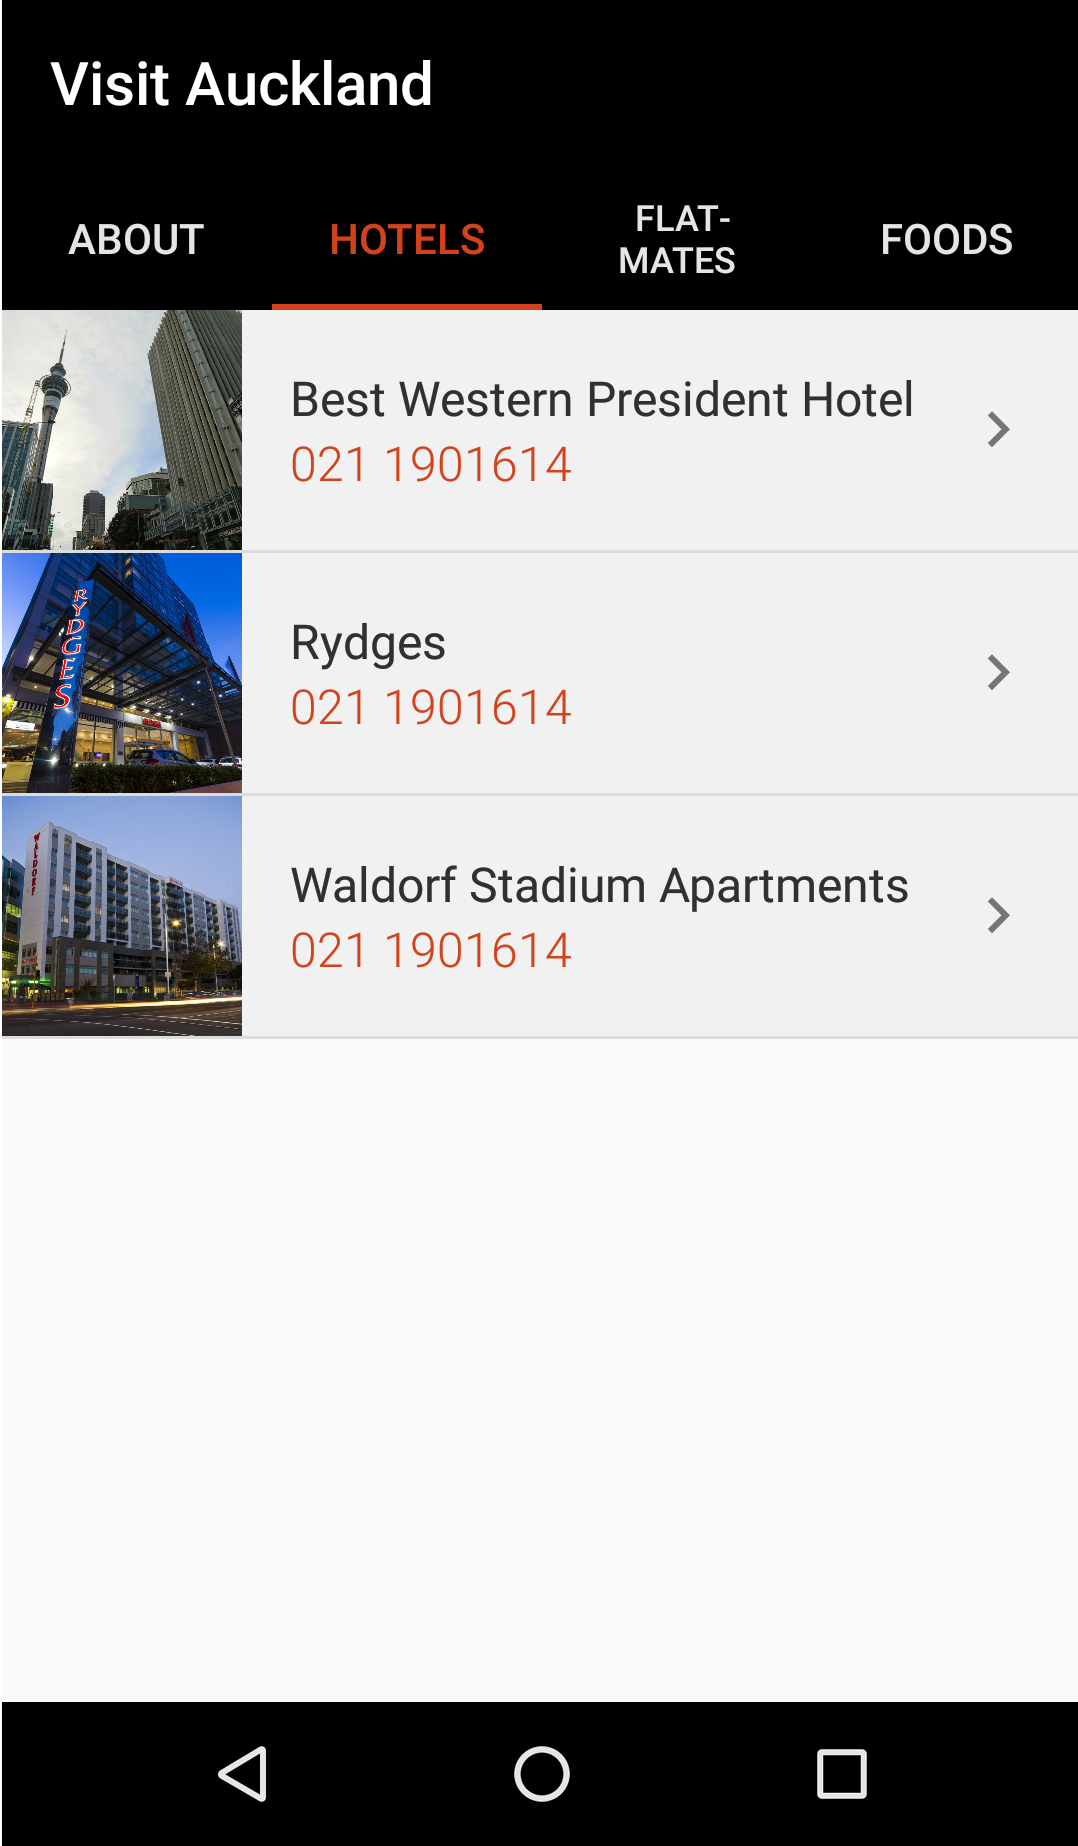 Visit Auckland
ABOUT
HOTELS
FLAT-
MATES
FOODS
Best Western President Hotel
021 1901614
RYDGES
Rydges
021 1901614
WALDORF
Waldorf Stadium Apartments
021 1901614